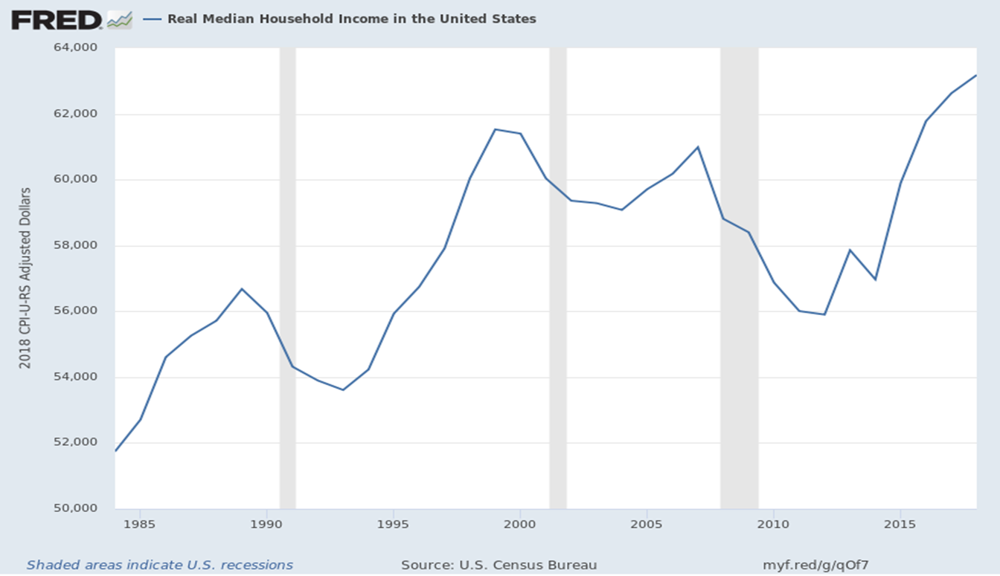 FRED
Real Median Household Income in the United States
64,000
62,000
60,000
58,000
56,000
54,000
52,000
50,000
2018 CPI-U-RS Adjusted Dollars
1985 1990 1995 2000 2005 2010 2015
Shaded areas indicate U.S. recessions Source: U.S. Census Bureau myf.red/g/qOf7